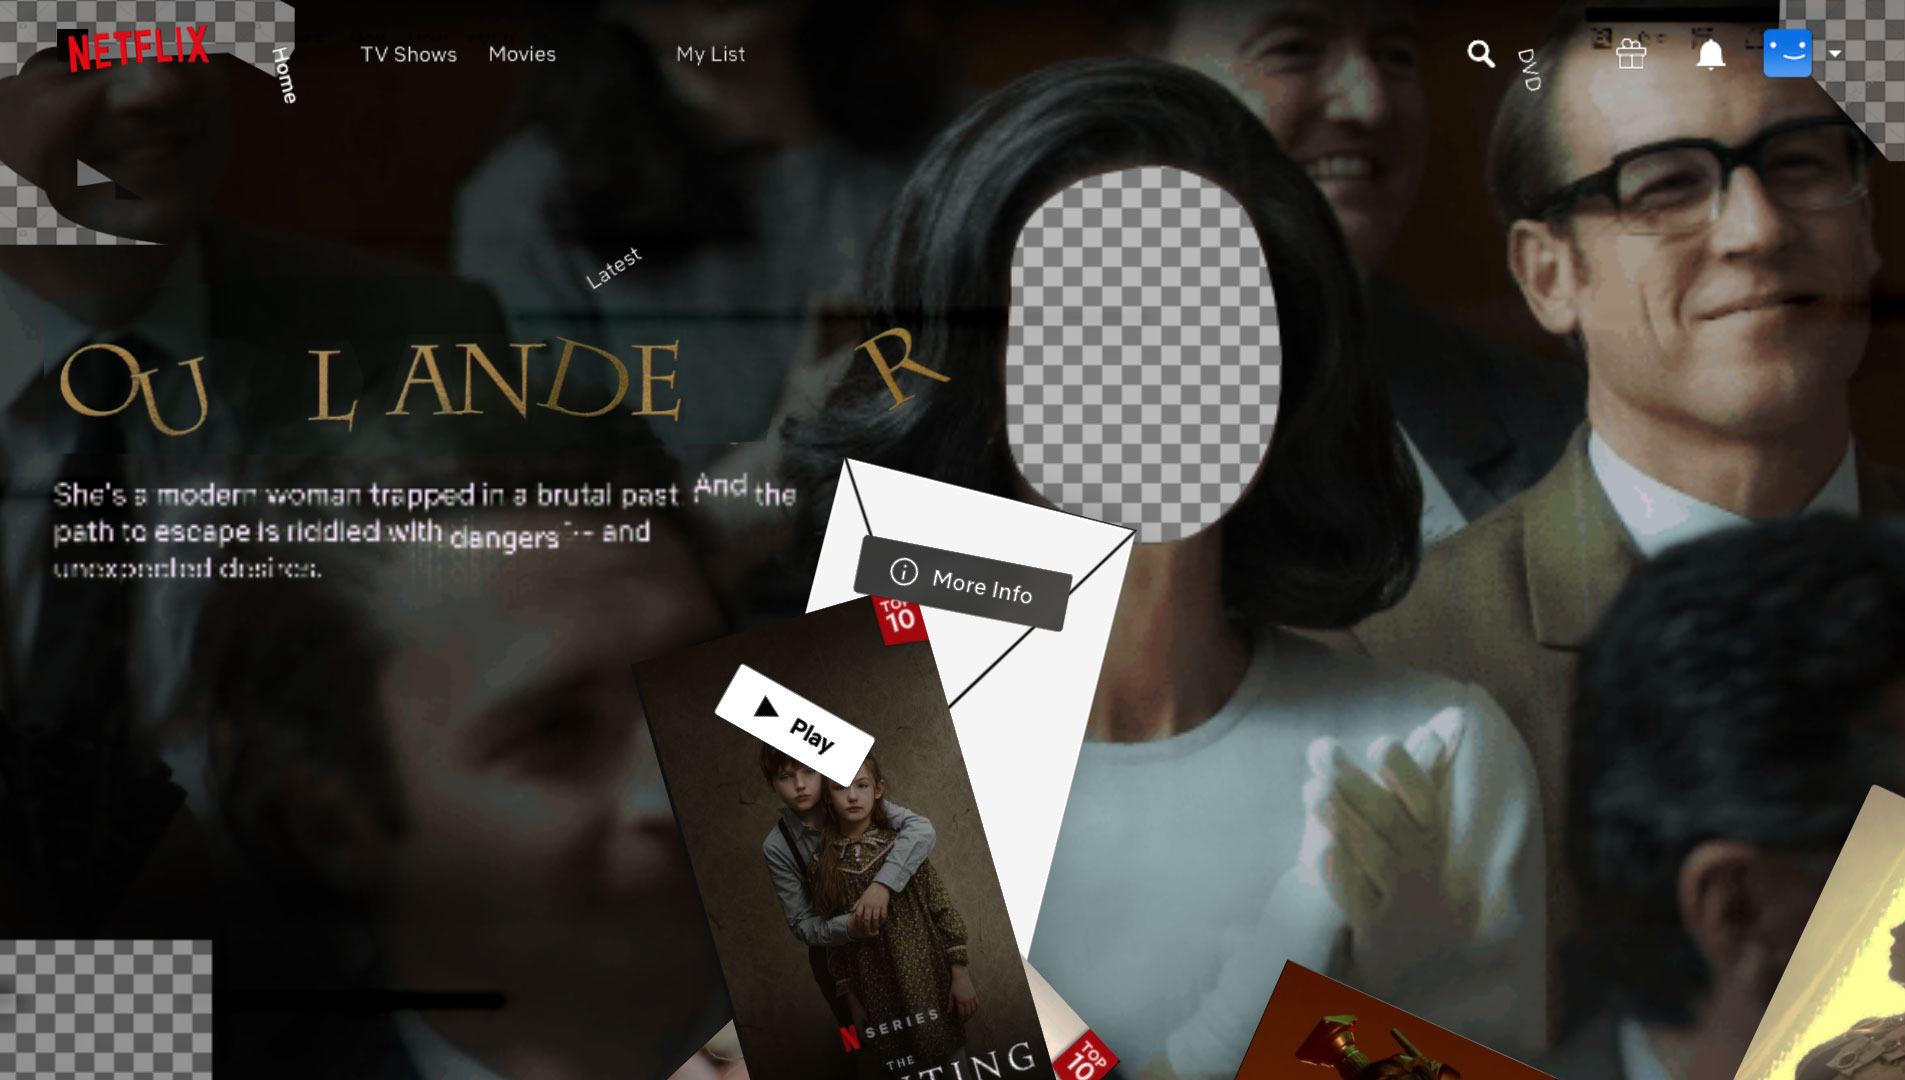 NETFLIX
Home
TV Shows
Movies
My List
DVD
Latest
OU LANDE R
She's a modern woman trapped in a brutal past. And the
path to escape is riddled with dangers -- and
unexpected desires.
More Info
TOP
10
Play
N SERIES
THE
TING
TOP
10